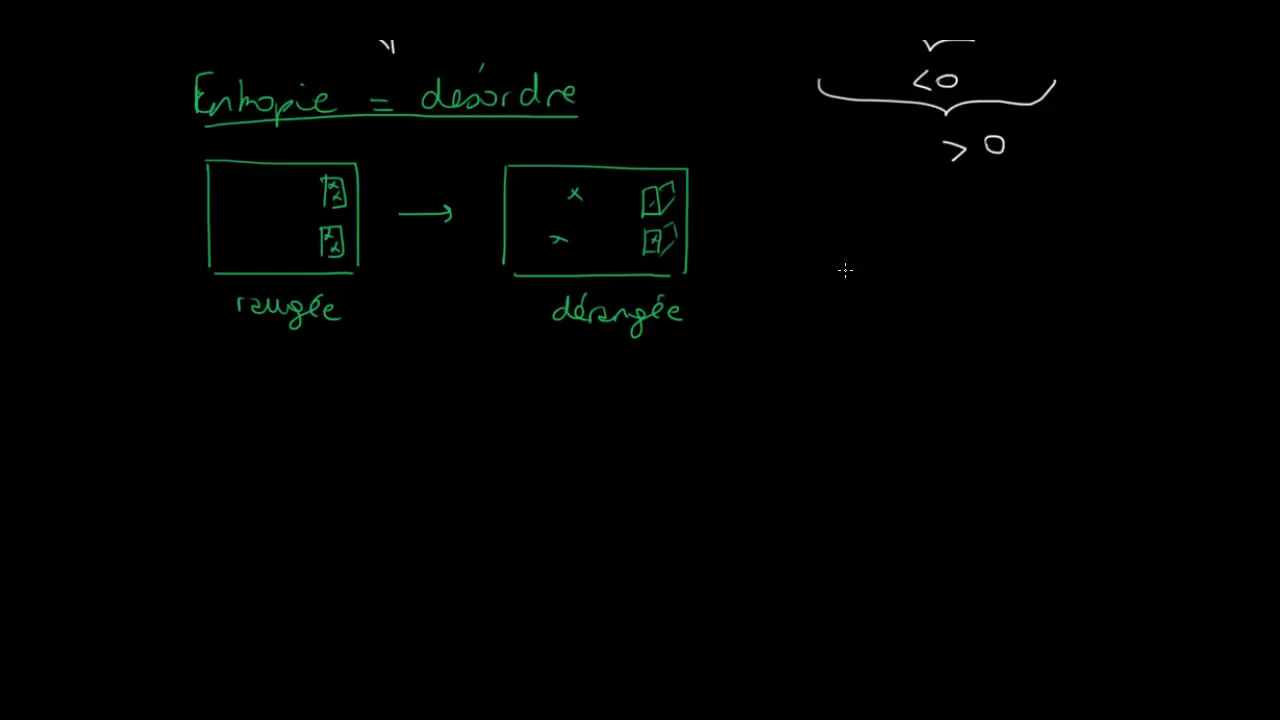 Entropie = désordre
< 0
> 0
rangée
dérangée